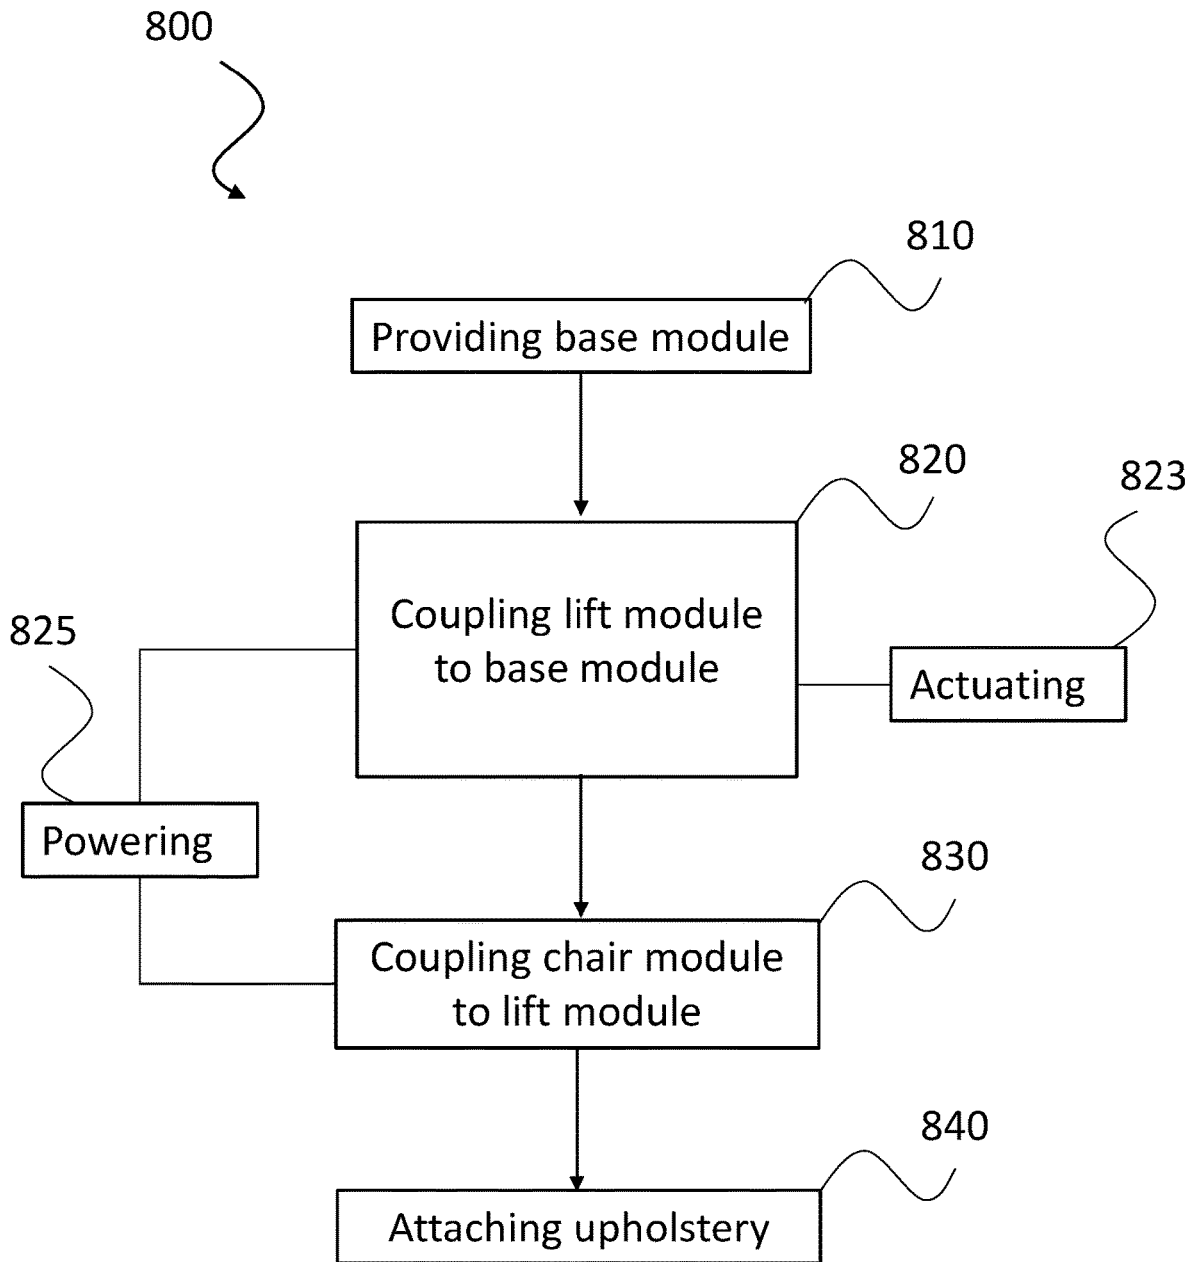 800
810
Providing base module
820
823
Coupling lift module
to base module
825
Actuating
Powering
830
Coupling chair module
to lift module
840
Attaching upholstery